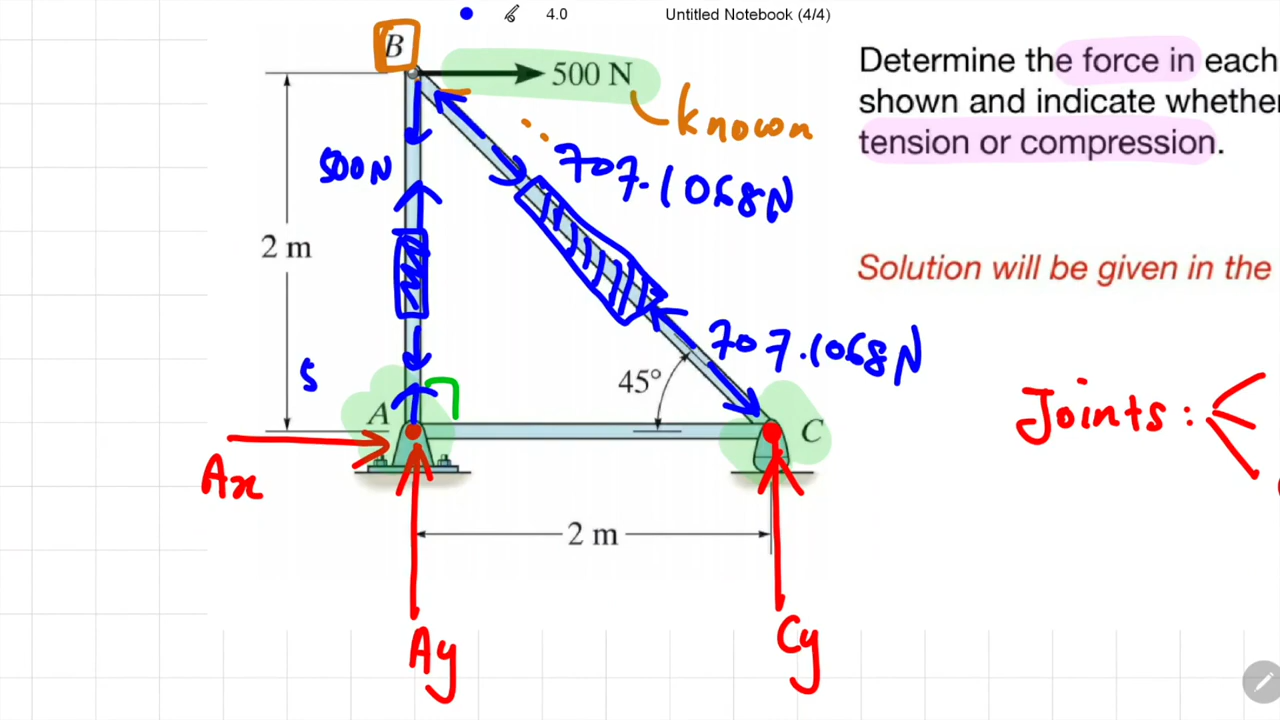 4.0
Untitled Notebook (4/4)
B
500 N
known
Determine the force in each
shown and indicate whether
tension or compression.
500N
707.1068N
2 m
Solution will be given in the
707.1068N
45°
5
A
C
Joints:
Ax
2 m
Ay
Cy